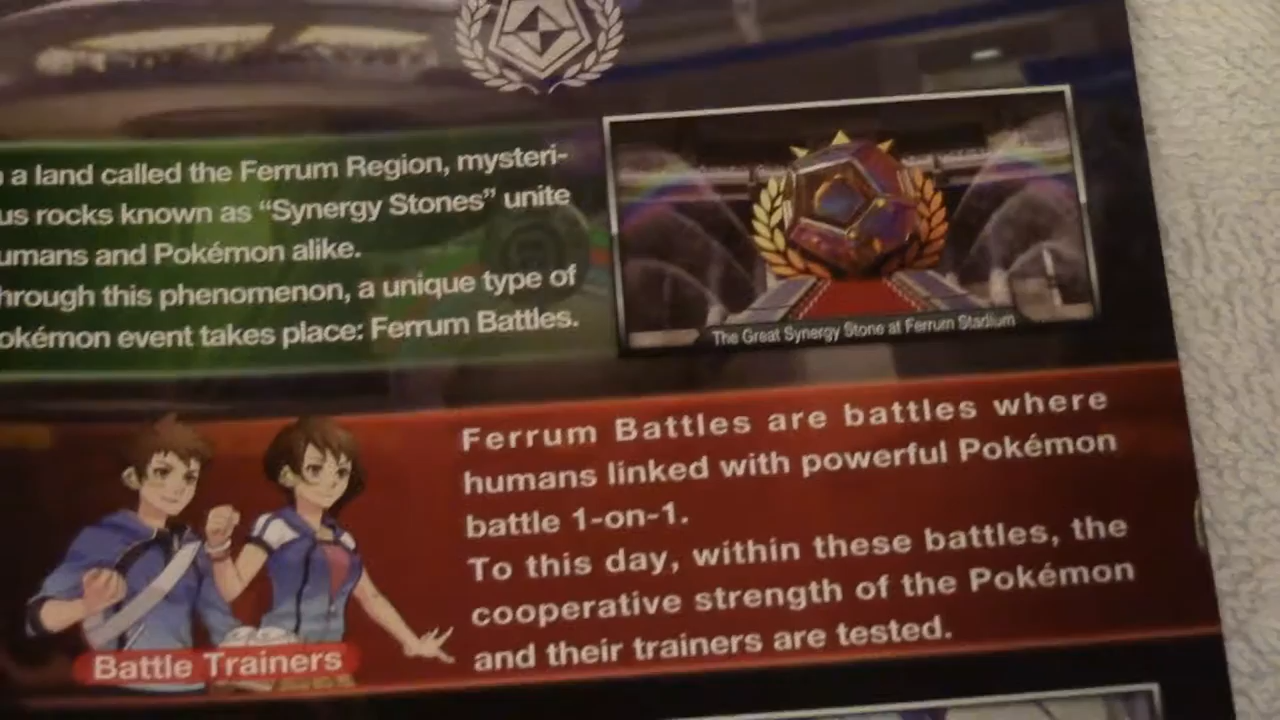 a land called the Ferrum Region, mysteri-
us rocks known as “Synergy Stones” unite
umans and Pokémon alike.
hrough this phenomenon, a unique type of
okémon event takes place: Ferrum Battles.
The Great Synergy Stone at Ferrum Stadium
Ferrum Battles are battles where
humans linked with powerful Pokémon
battle 1-on-1.
To this day, within these battles, the
cooperative strength of the Pokémon
and their trainers are tested.
Battle Trainers